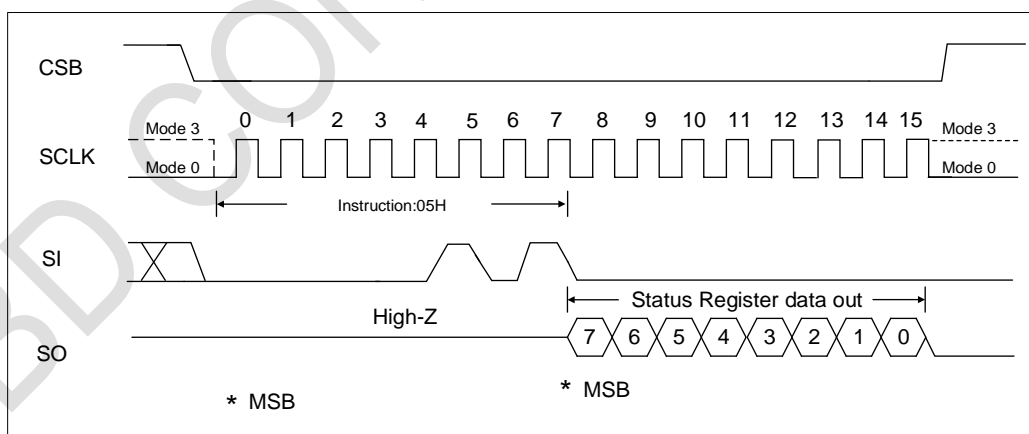 CSB
0 1 2 3 4 5 6 7 8 9 10 11 12 13 14 15
Mode 3 Mode 3
SCLK
Mode 0 Mode 0
Instruction:05H
SI
Status Register data out
High-Z
7 6 5 4 3 2 1 0
SO
* MSB * MSB